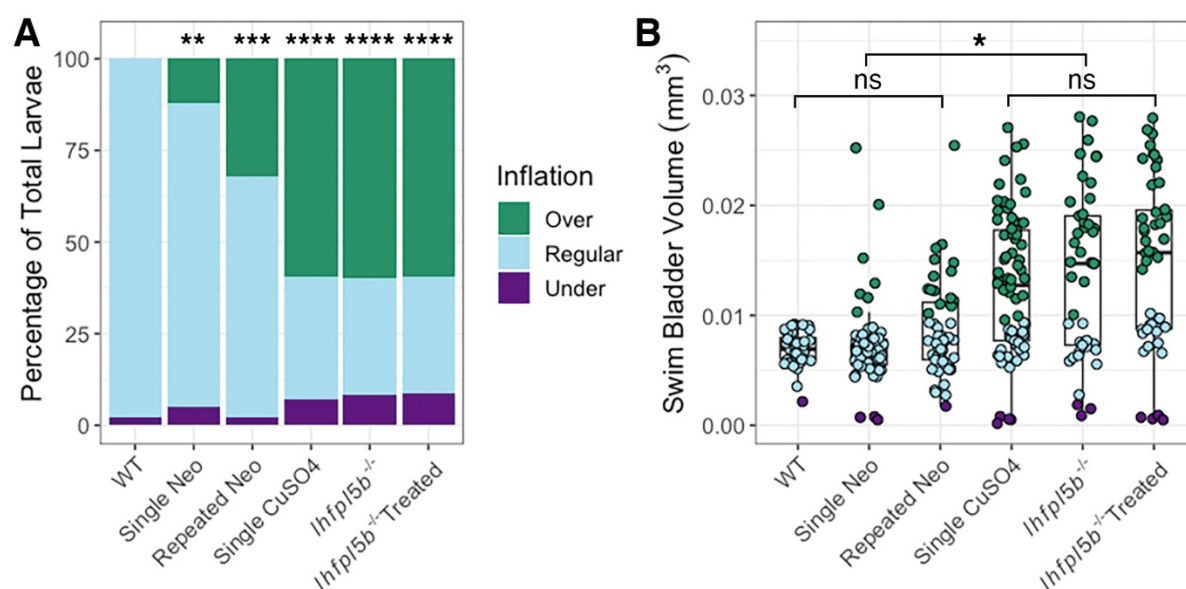 A
** *** **** **** ****
Percentage of Total Larvae
100
75
50
25
0
WT
Single Neo
Repeated Neo
Single CuSO4
lhfpl5b-/-
lhfpl5b-/-Treated
Inflation
Over
Regular
Under
B
*
ns
ns
Swim Bladder Volume (mm³)
0.03
0.02
0.01
0.00
WT
Single Neo
Repeated Neo
Single CuSO4
lhfpl5b-/-
lhfpl5b-/-Treated